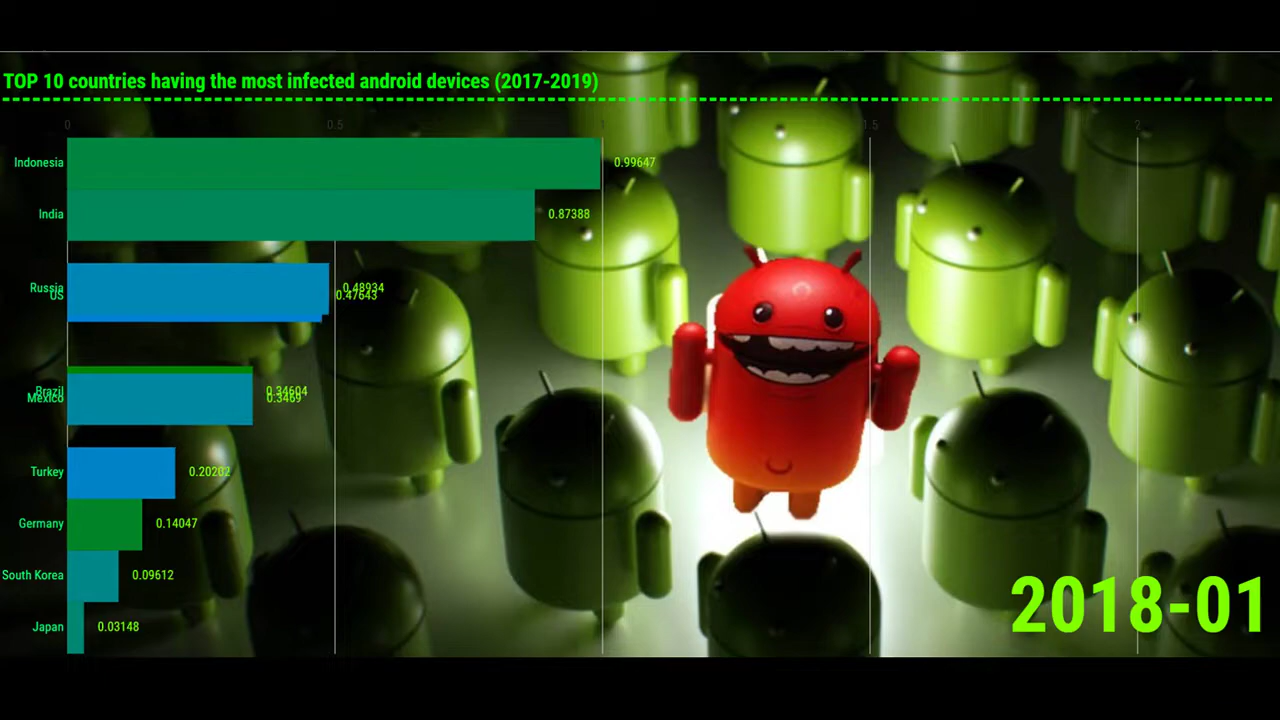 TOP 10 countries having the most infected android devices (2017-2019)
0 0.5 1 1.5 2
Indonesia 0.99647
India 0.87388
Russia 0.48934
US 0.47643
Brazil 0.34604
Mexico 0.3469
Turkey 0.20202
Germany 0.14047
South Korea 0.09612
Japan 0.03148
2018-01